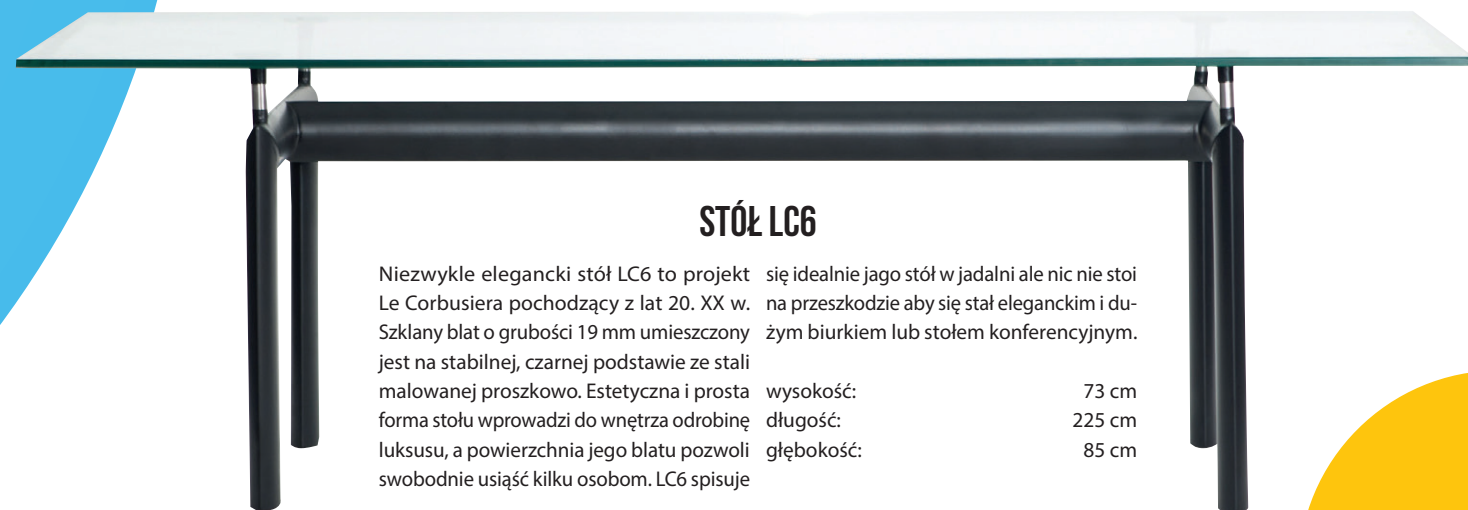 STÓŁ LC6
Niezwykle elegancki stół LC6 to projekt
Le Corbusiera pochodzący z lat 20. XX w.
Szklany blat o grubości 19 mm umieszczony
jest na stabilnej, czarnej podstawie ze stali
malowanej proszkowo. Estetyczna i prosta
forma stołu wprowadzi do wnętrza odrobinę
luksusu, a powierzchnia jego blatu pozwoli
swobodnie usiąść kilku osobom. LC6 spisuje
się idealnie jago stół w jadalni ale nic nie stoi
na przeszkodzie aby się stał eleganckim i du-
żym biurkiem lub stołem konferencyjnym.
wysokość: 73 cm
długość: 225 cm
głębokość: 85 cm